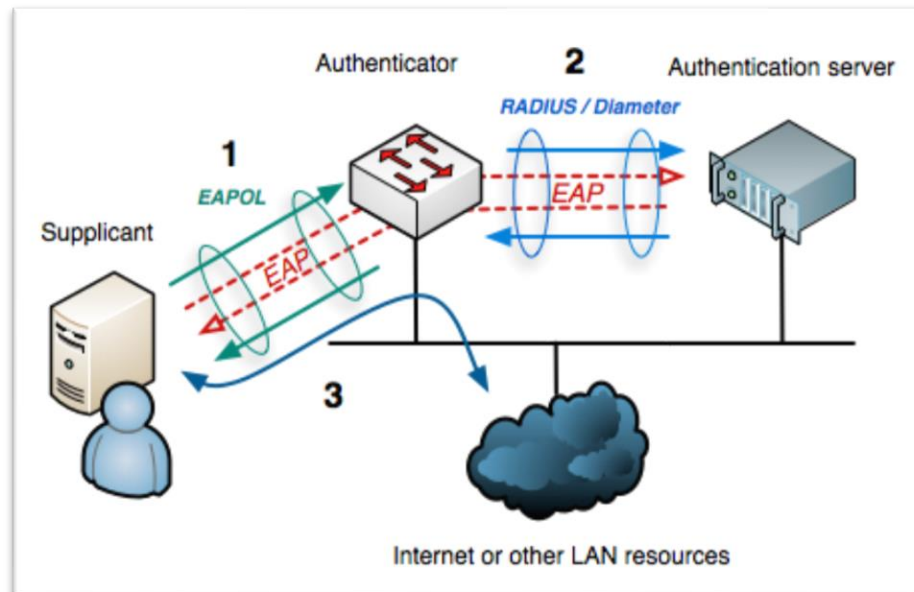 Authenticator
2
Authentication server
RADIUS / Diameter
1
EAPOL
EAP
Supplicant
EAP
3
Internet or other LAN resources